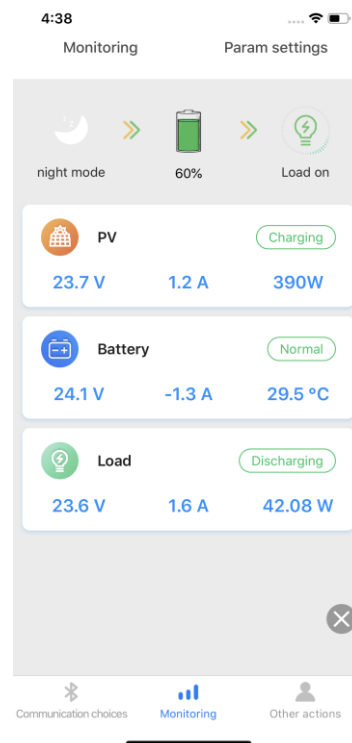 4:38
Monitoring Param settings
night mode 60% Load on
PV Charging
23.7 V 1.2 A 390W
Battery Normal
24.1 V -1.3 A 29.5 °C
Load Discharging
23.6 V 1.6 A 42.08 W
Communication choices Monitoring Other actions